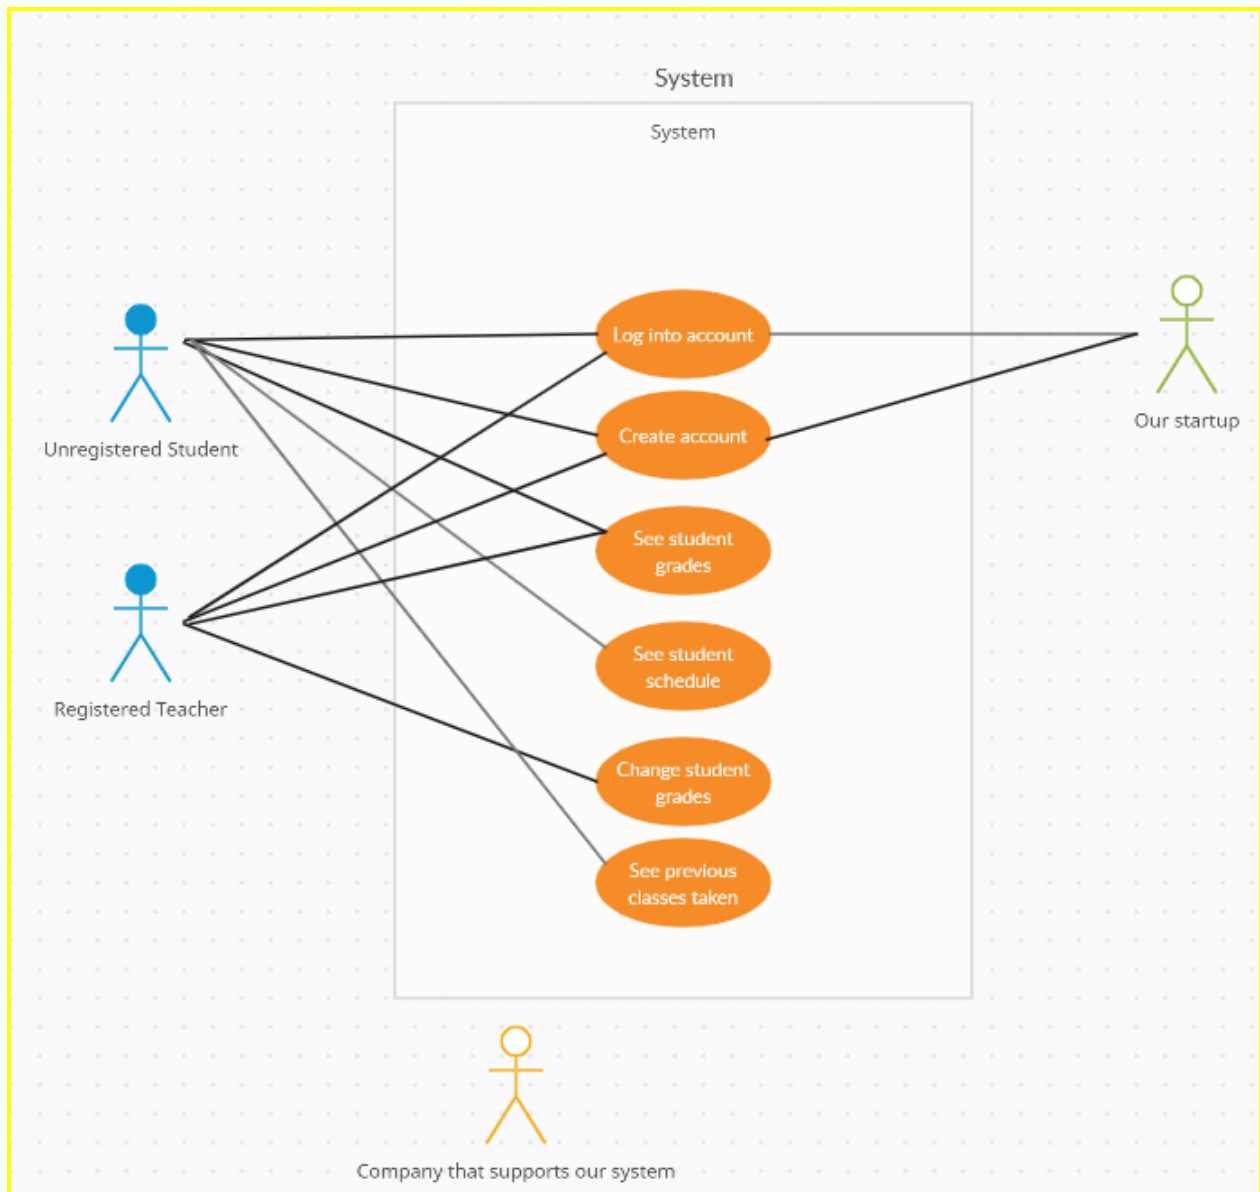 System
System
Log into account
Create account
See student
grades
See student
schedule
Change student
grades
See previous
classes taken
Unregistered Student
Registered Teacher
Our startup
Company that supports our system